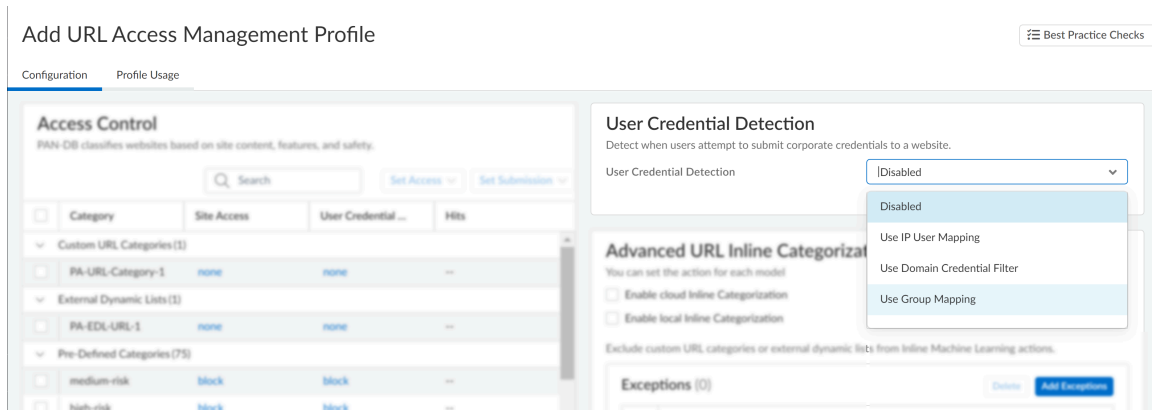 Add URL Access Management Profile
Best Practice Checks
Configuration
Profile Usage
Access Control
PAN-DB classifies websites based on site content, features, and safety.
Search
Set Access
Set Submission
Category
Site Access
User Credential ...
Hits
Custom URL Categories (1)
PA-URL-Category-1
none
none
--
External Dynamic Lists (1)
PA-EDL-URL-1
none
none
--
Pre-Defined Categories (75)
medium-risk
block
block
--
high-risk
block
block
--
User Credential Detection
Detect when users attempt to submit corporate credentials to a website.
User Credential Detection
Disabled
Disabled
Use IP User Mapping
Use Domain Credential Filter
Use Group Mapping
Advanced URL Inline Categorizat
You can set the action for each model
Enable cloud Inline Categorization
Enable local Inline Categorization
Exclude custom URL categories or external dynamic lists from Inline Machine Learning actions.
Exceptions (0)
Delete
Add Exceptions